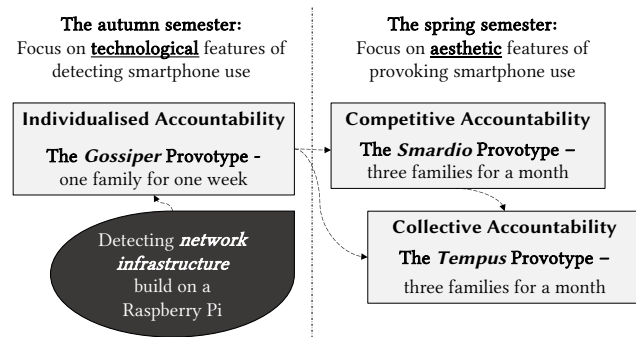 The autumn semester:
Focus on technological features of
detecting smartphone use
Individualised Accountability
The Gossiper Provotype -
one family for one week
Detecting network
infrastructure
build on a
Raspberry Pi
The spring semester:
Focus on aesthetic features of
provoking smartphone use
Competitive Accountability
The Smardio Provotype –
three families for a month
Collective Accountability
The Tempus Provotype –
three families for a month